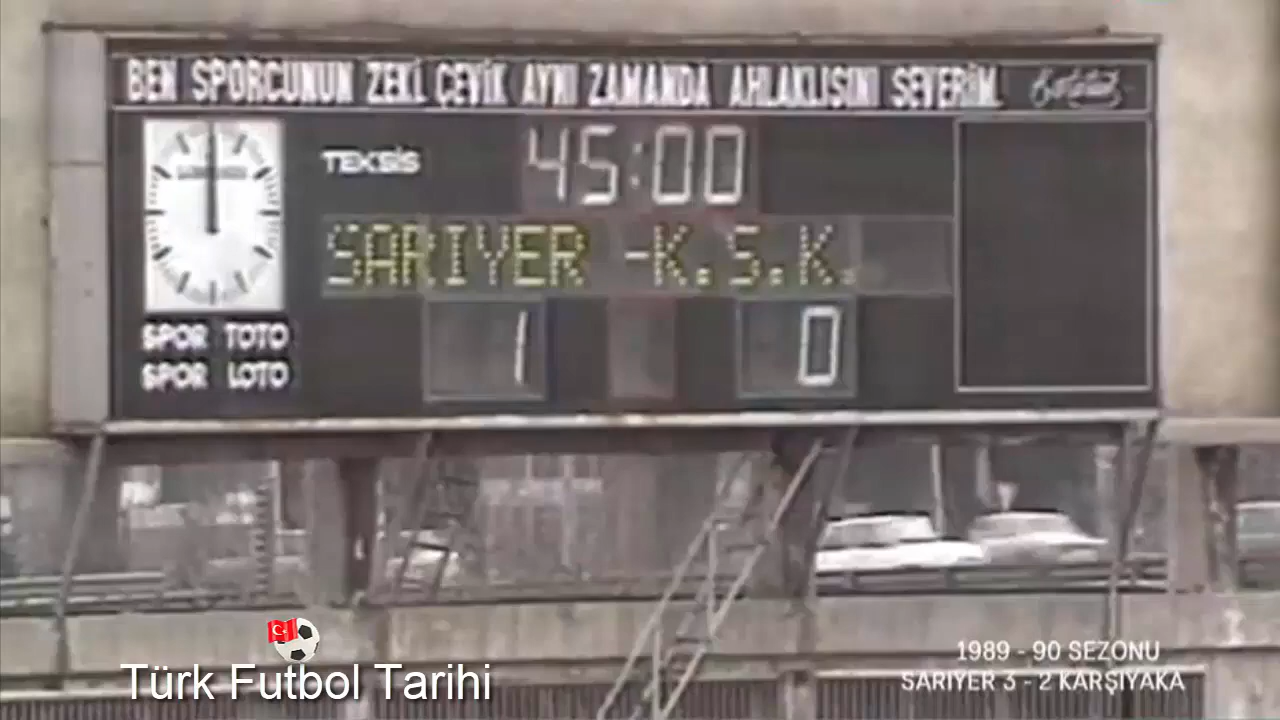 BEN SPORCUNUN ZEKİ ÇEVİK AYNI ZAMANDA AHLAKLISINI SEVERİM.
TEKSİS
45:00
SARIYER -K.S.K.
1 0
SPOR TOTO
SPOR LOTO
Türk Futbol Tarihi
1989 - 90 SEZONU
SARIYER 3 - 2 KARŞIYAKA